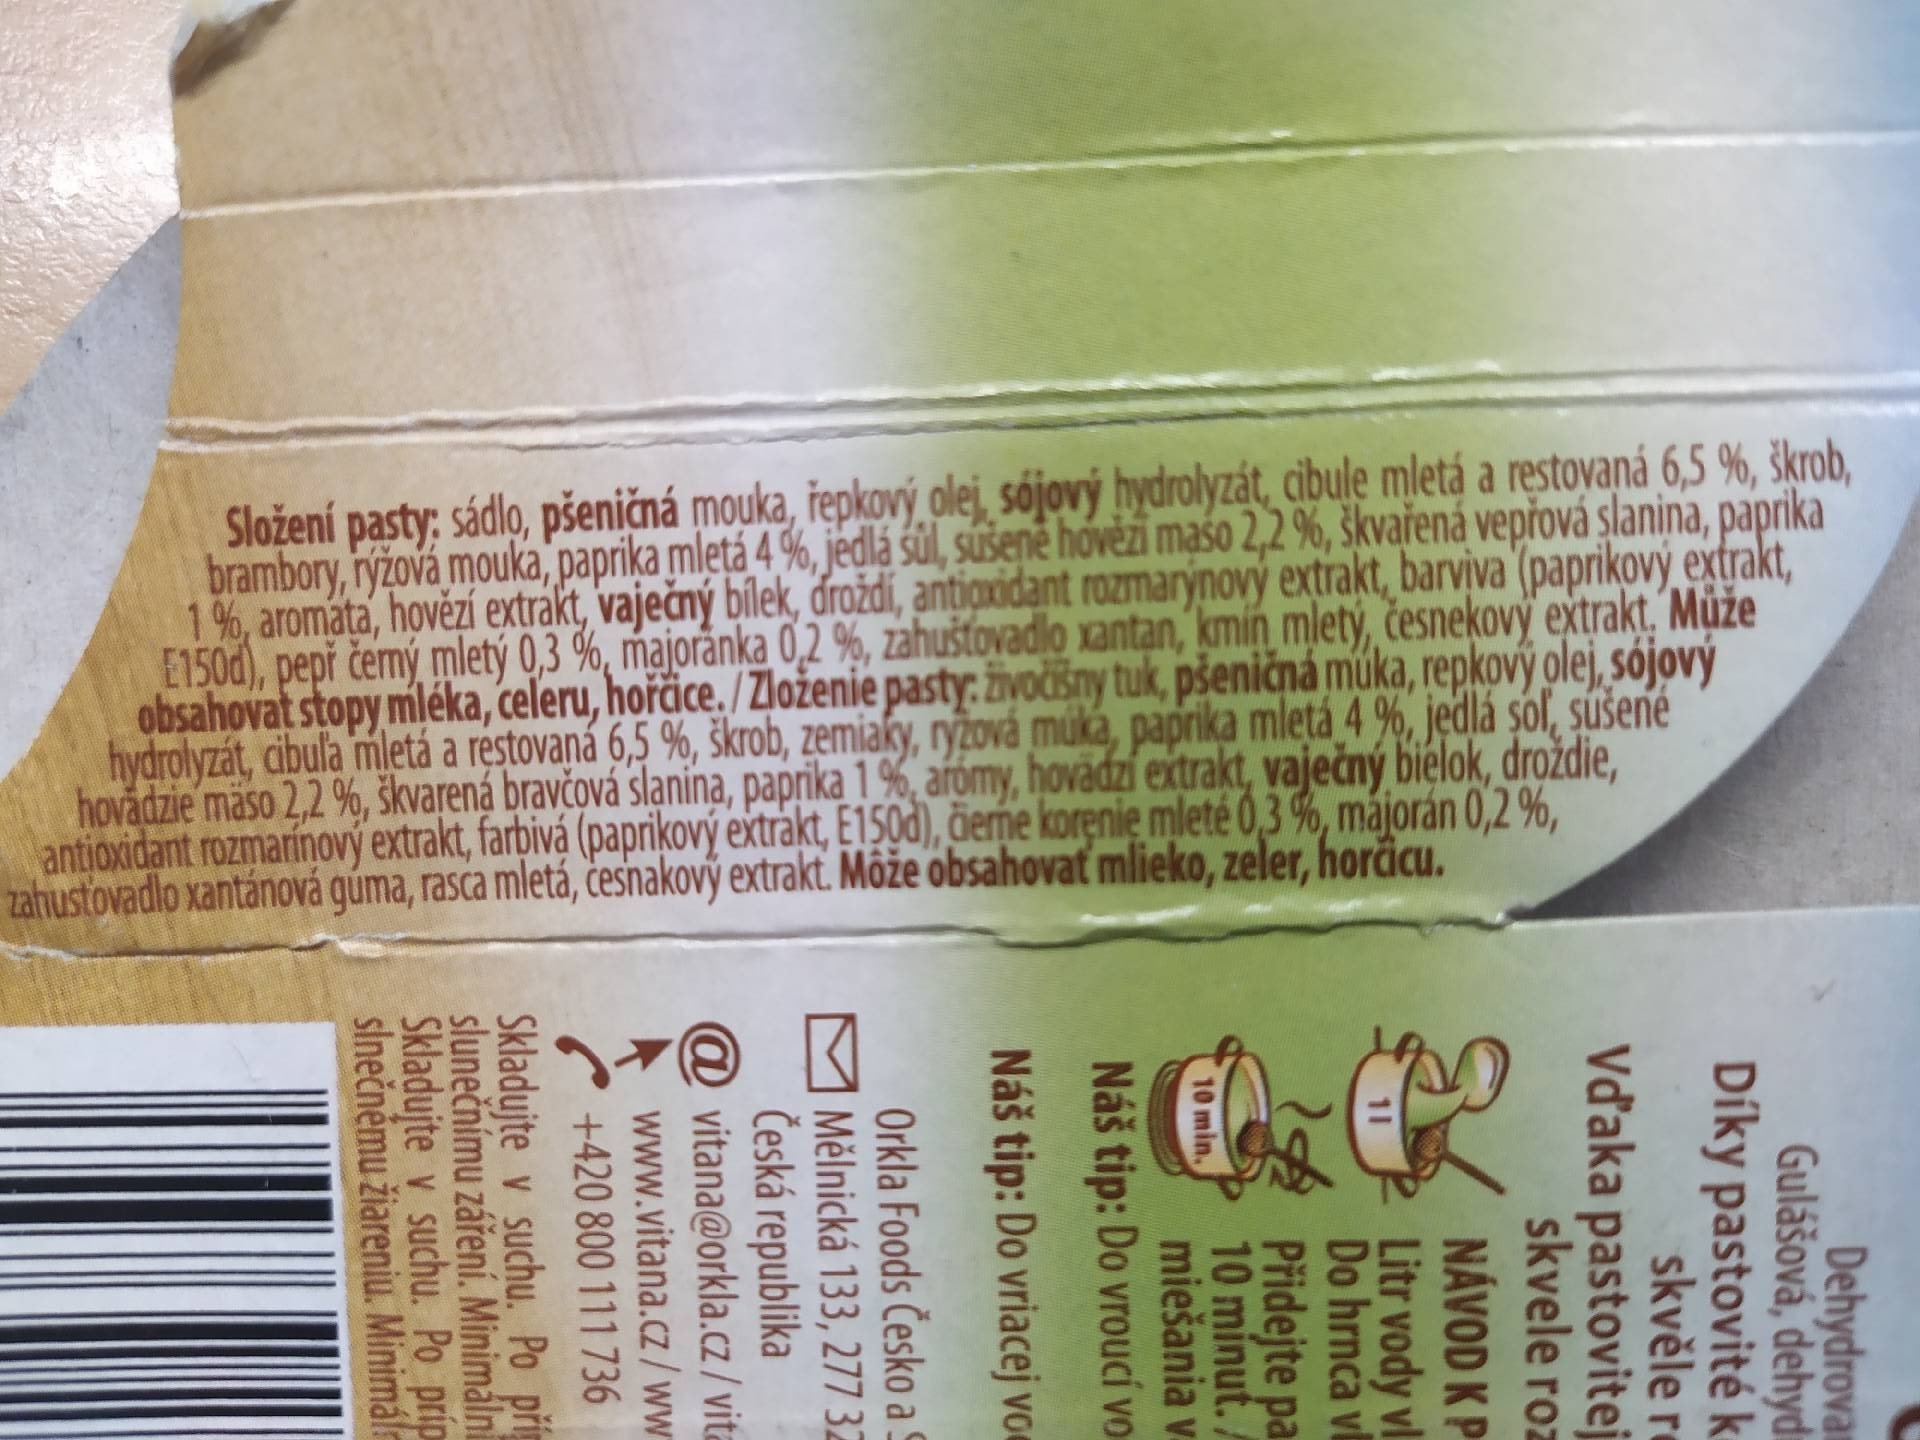 Složení pasty: sádlo, pšeničná mouka, řepkový olej, sójový hydrolyzát, cibule mletá a restovaná 6,5 %, škrob,
brambory, rýžová mouka, paprika mletá 4 %, jedlá sůl, sušené hovězí maso 2,2 %, škvařená vepřová slanina, paprika
1 %, aromata, hovězí extrakt, vaječný bílek, droždí, antioxidant rozmarýnový extrakt, barviva (paprikový extrakt,
E150d), pepř černý mletý 0,3 %, majoránka 0,2 %, zahušťovadlo xantan, kmín mletý, česnekový extrakt. Může
obsahovat stopy mléka, celeru, hořčice. / Zloženie pasty: živočíšny tuk, pšeničná múka, repkový olej, sójový
hydrolyzát, cibuľa mletá a restovaná 6,5 %, škrob, zemiaky, ryžová múka, paprika mletá 4 %, jedlá soľ, sušené
hovädzie mäso 2,2 %, škvarená bravčová slanina, paprika 1 %, arómy, hovädzí extrakt, vaječný bielok, droždie,
antioxidant rozmarínový extrakt, farbivá (paprikový extrakt, E150d), čierne korenie mleté 0,3 %, majorán 0,2 %,
zahusťovadlo xantánová guma, rasca mletá, cesnakový extrakt. Môže obsahovať mlieko, zeler, horčicu.
Gulášová,
Díky pastovité
skvěle
Vďaka pastovitej
skvele
NÁVOD K
Litr vody
Do hrnca
1 l
Přidejte
10 minut. /
miešania
10 min.
Náš tip: Do vroucí
Náš tip: Do vriacej
Orkla Foods Česko a
Mělnická 133, 277
Česká republika
@ vitana@orkla.cz /
www.vitana.cz /
+420 800 111 736
Skladujte v suchu. Po
slunečnímu záření.
Skladujte v suchu. Po
slnečnému žiareniu.